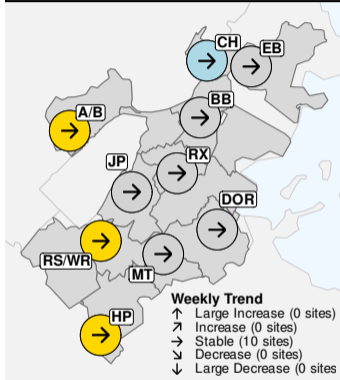 CH
EB
A/B
BB
JP
RX
DOR
RS/WR
MT
HP
Weekly Trend
↑ Large Increase (0 sites)
↗ Increase (0 sites)
→ Stable (10 sites)
↘ Decrease (0 sites)
↓ Large Decrease (0 sites